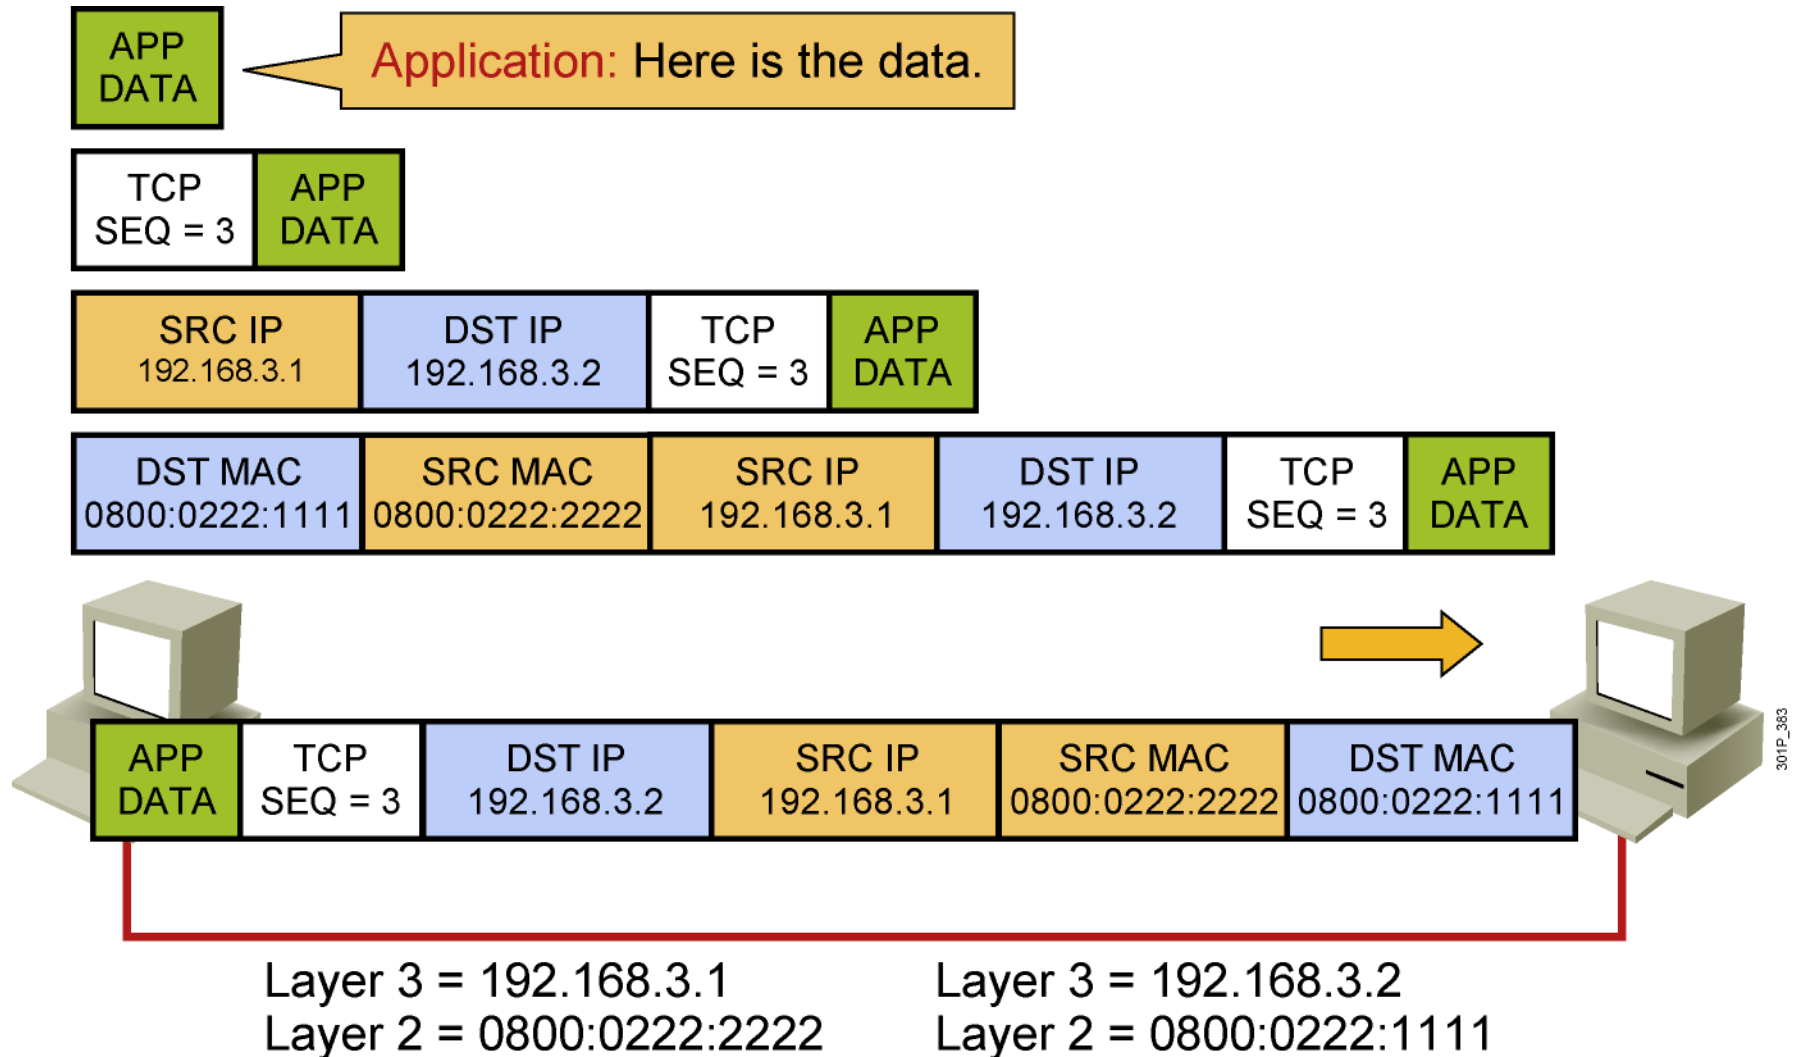 APP
DATA
Application: Here is the data.
TCP
SEQ = 3
APP
DATA
SRC IP
192.168.3.1
DST IP
192.168.3.2
TCP
SEQ = 3
APP
DATA
DST MAC
0800:0222:1111
SRC MAC
0800:0222:2222
SRC IP
192.168.3.1
DST IP
192.168.3.2
TCP
SEQ = 3
APP
DATA
APP
DATA
TCP
SEQ = 3
DST IP
192.168.3.2
SRC IP
192.168.3.1
SRC MAC
0800:0222:2222
DST MAC
0800:0222:1111
301P_383
Layer 3 = 192.168.3.1
Layer 2 = 0800:0222:2222
Layer 3 = 192.168.3.2
Layer 2 = 0800:0222:1111